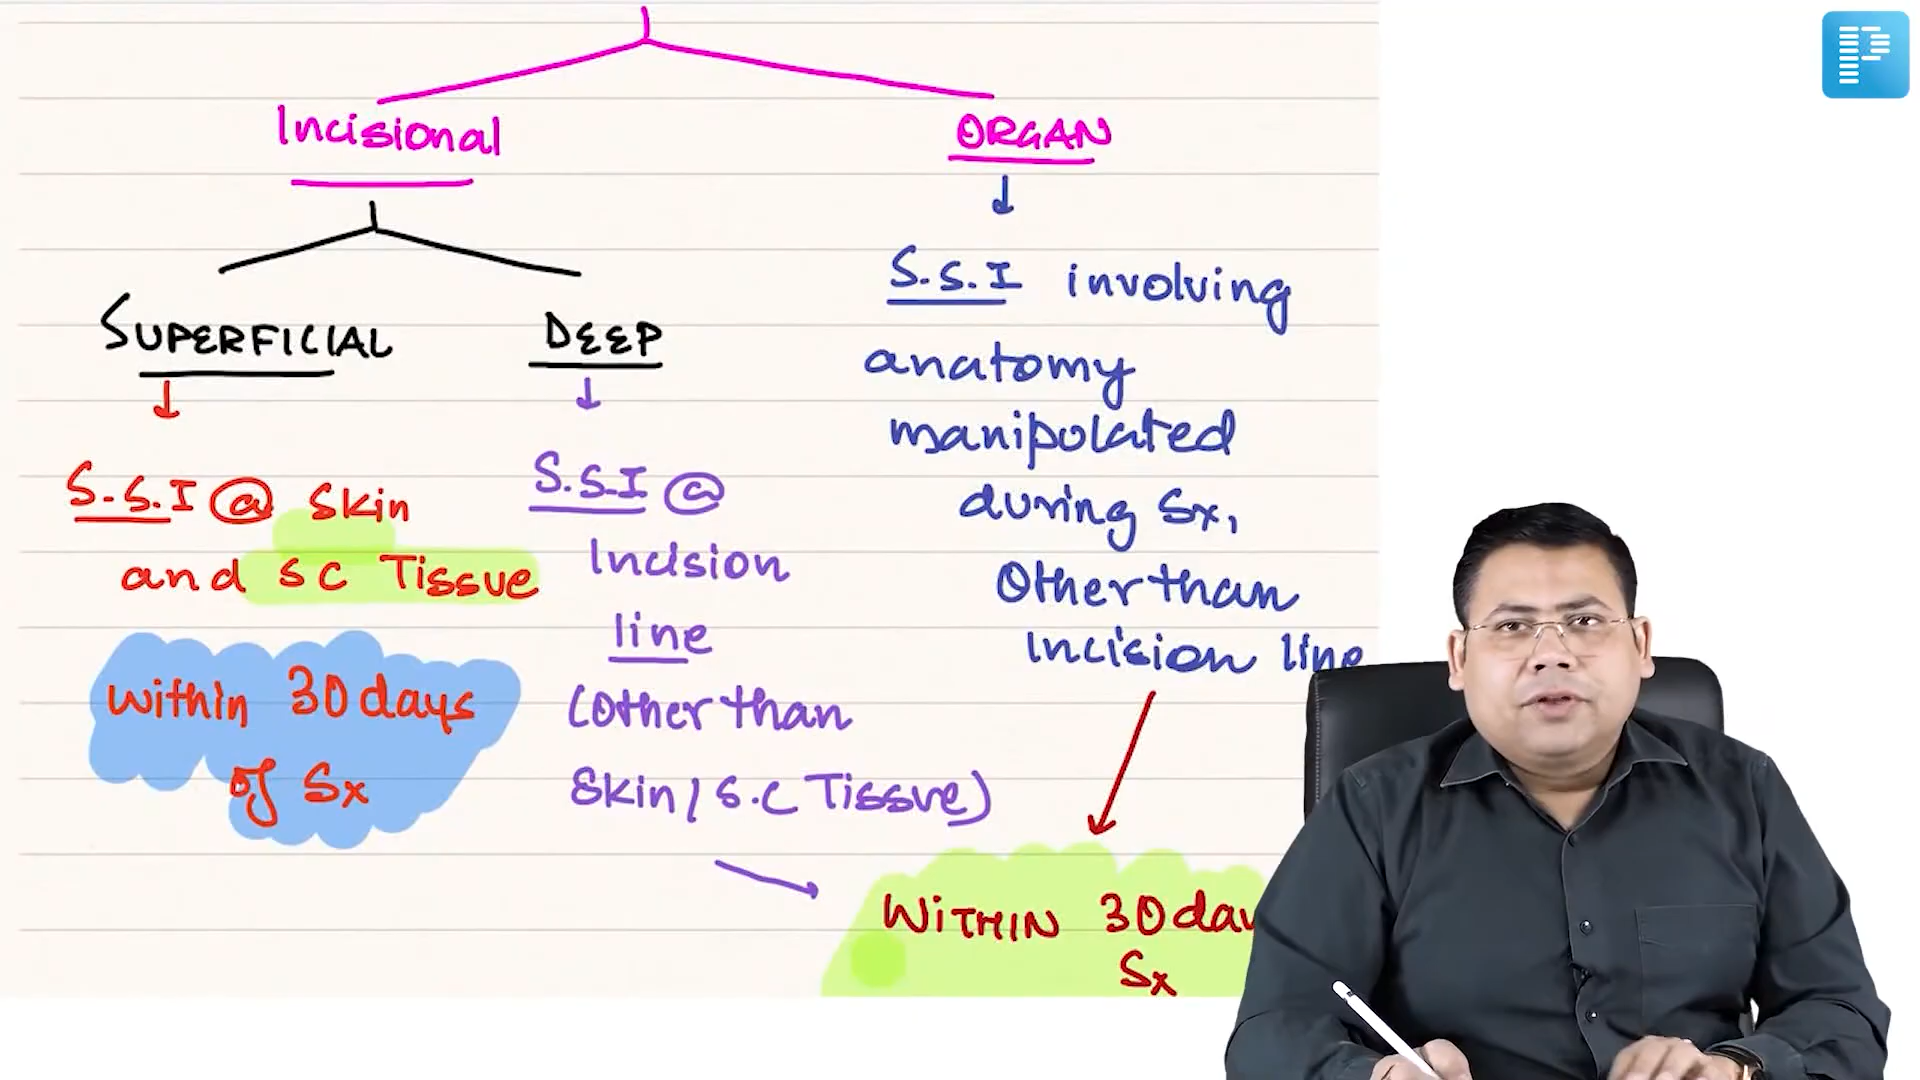 Incisional
ORGAN
SUPERFICIAL
DEEP
S.S.I @ Skin
and SC Tissue
within 30 days
of Sx
S.S.I @
Incision
line
(other than
Skin/S.C Tissue)
S.S.I involving
anatomy
manipulated
during Sx,
Other than
Incision line
WITHIN 30
Sx
P